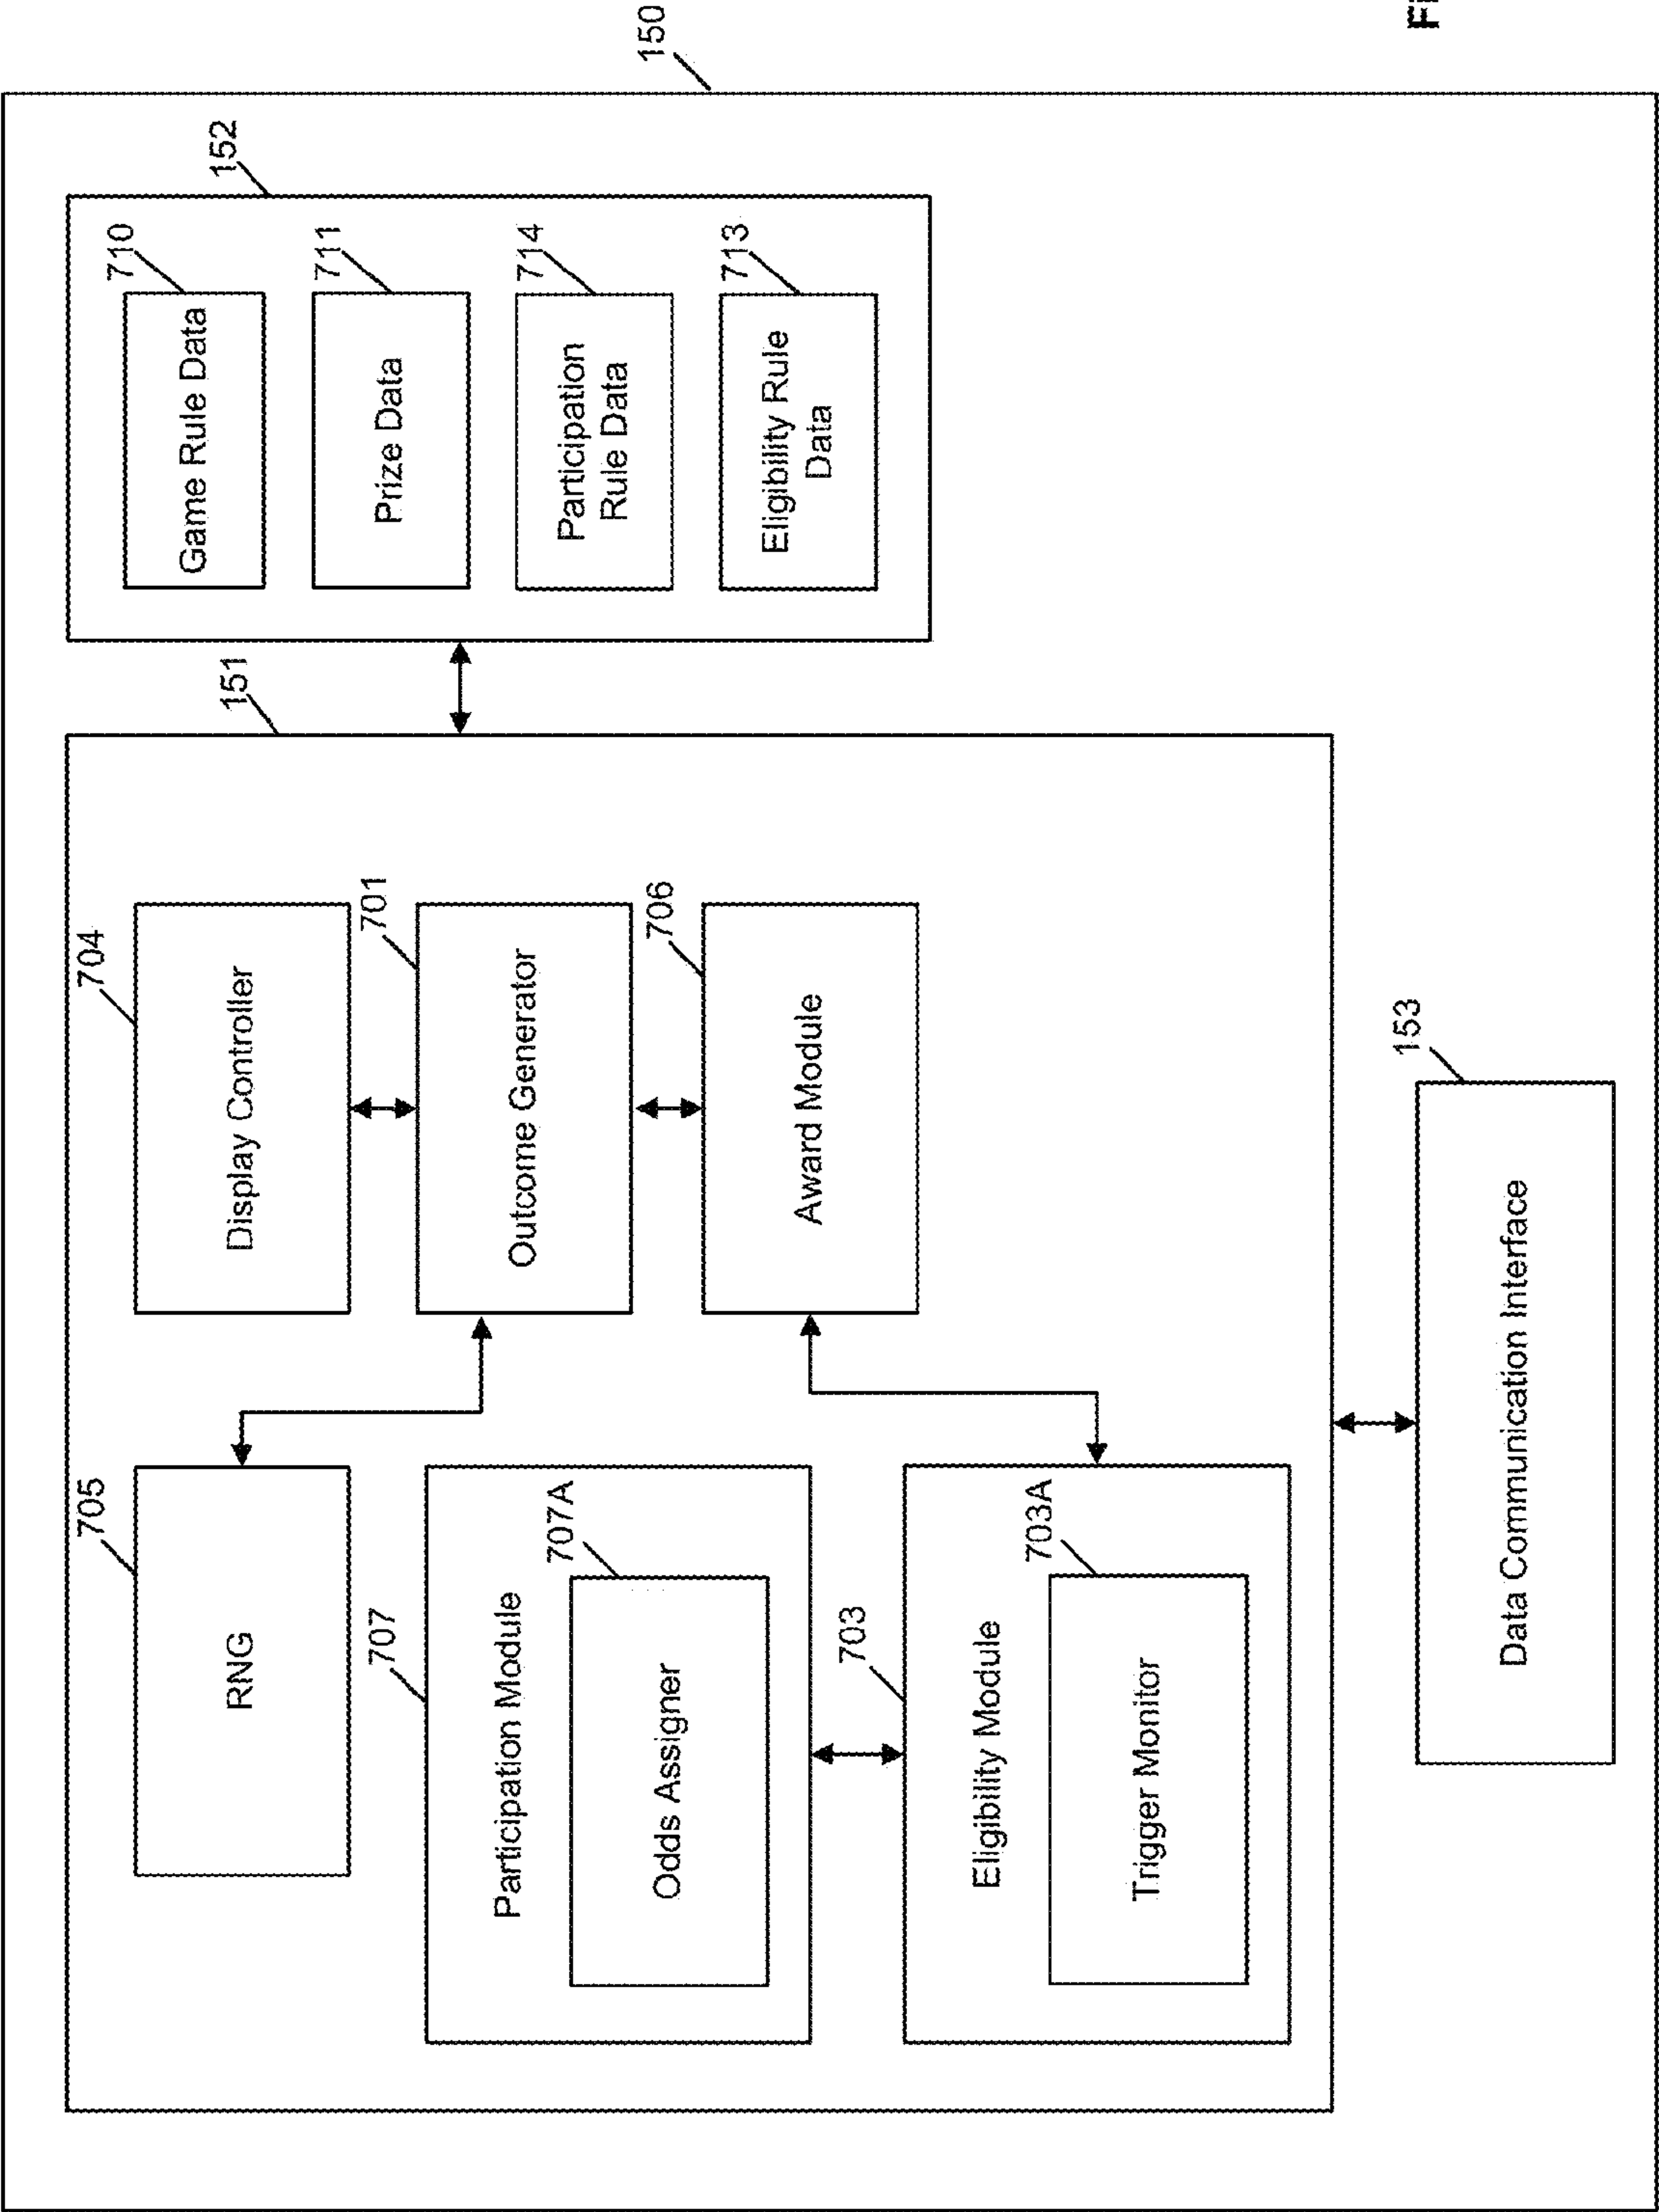 705
RNG
704
Display Controller
707
Participation Module
707A
Odds Assigner
701
Outcome Generator
703
Eligibility Module
703A
Trigger Monitor
706
Award Module
151
152
710
Game Rule Data
711
Prize Data
714
Participation
Rule Data
713
Eligibility Rule
Data
150
153
Data Communication Interface